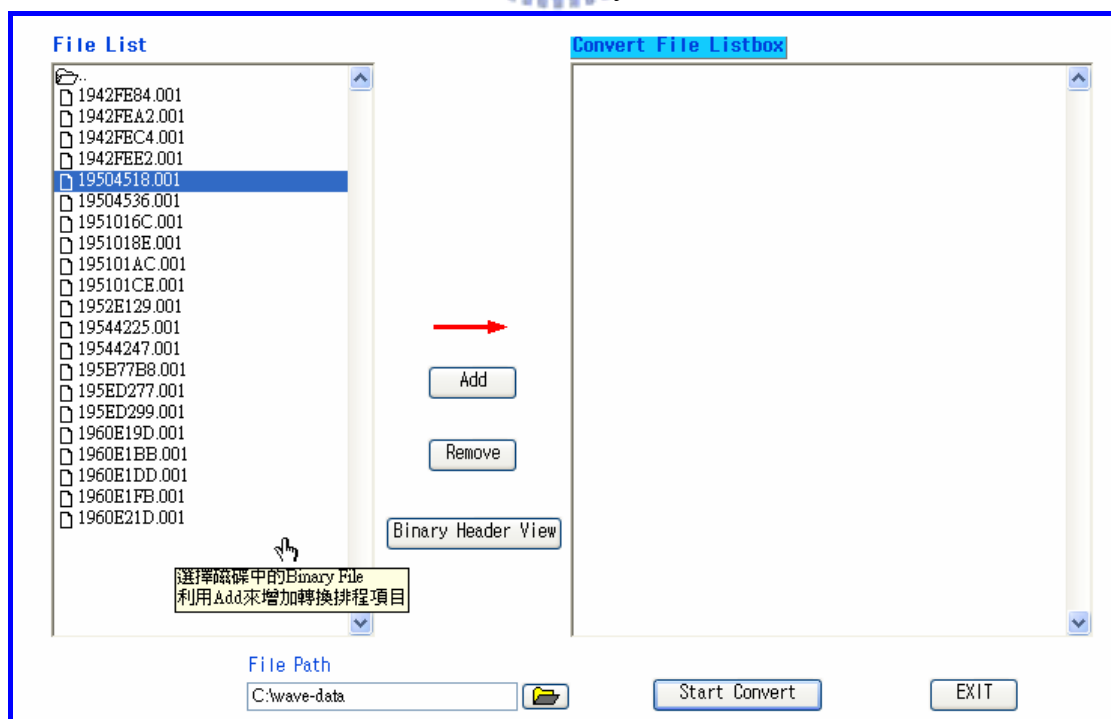 File List
Convert File Listbox
..
1942FE84.001
1942FEA2.001
1942FEC4.001
1942FEE2.001
19504518.001
19504536.001
1951016C.001
1951018E.001
195101AC.001
195101CE.001
1952E129.001
19544225.001
19544247.001
195B77B8.001
195ED277.001
195ED299.001
1960E19D.001
1960E1BB.001
1960E1DD.001
1960E1FB.001
1960E21D.001
Add
Remove
Binary Header View
選擇磁碟中的Binary File
利用Add來增加轉換排程項目
File Path
C:\wave-data
Start Convert
EXIT